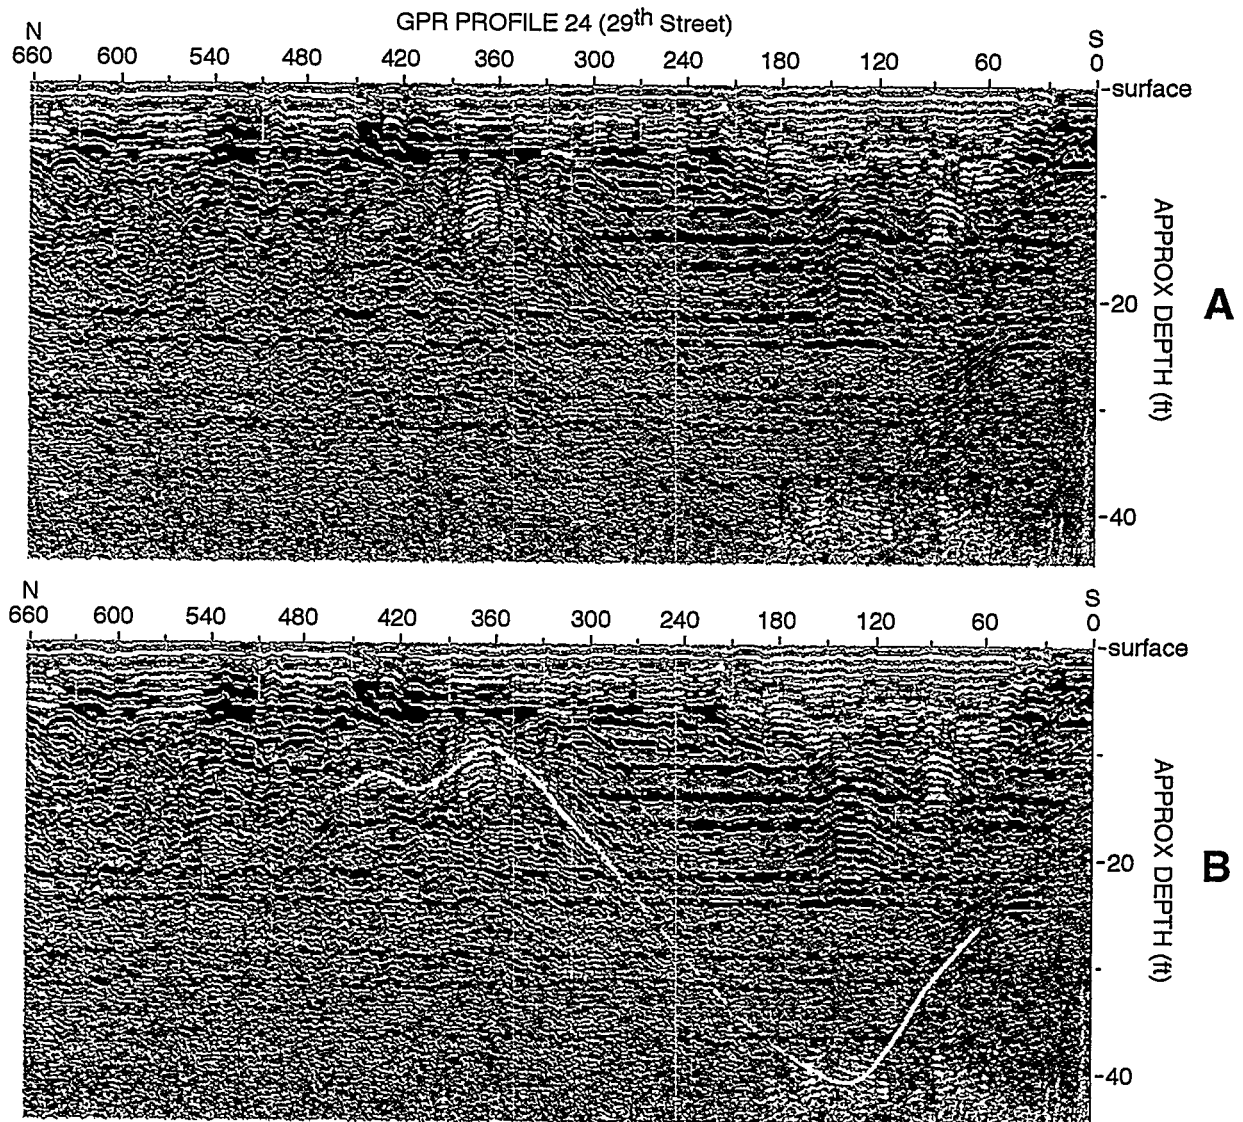 GPR PROFILE 24 (29th Street)
N S
660 600 540 480 420 360 300 240 180 120 60 0
-surface
-20
-40
APPROX DEPTH (ft)
A
N S
660 600 540 480 420 360 300 240 180 120 60 0
-surface
-20
-40
APPROX DEPTH (ft)
B